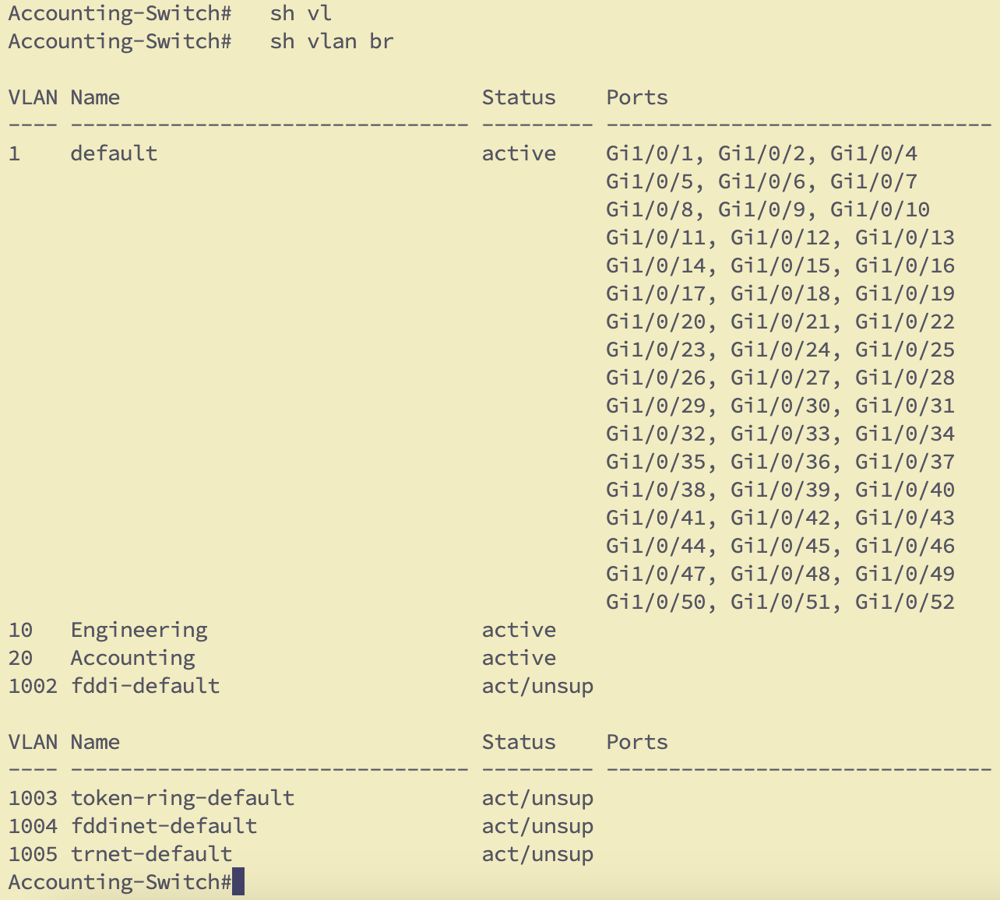 Accounting-Switch#   sh vl
Accounting-Switch#   sh vlan br

VLAN Name                             Status    Ports
---- -------------------------------- --------- -------------------------------
1    default                          active    Gi1/0/1, Gi1/0/2, Gi1/0/4
                                                Gi1/0/5, Gi1/0/6, Gi1/0/7
                                                Gi1/0/8, Gi1/0/9, Gi1/0/10
                                                Gi1/0/11, Gi1/0/12, Gi1/0/13
                                                Gi1/0/14, Gi1/0/15, Gi1/0/16
                                                Gi1/0/17, Gi1/0/18, Gi1/0/19
                                                Gi1/0/20, Gi1/0/21, Gi1/0/22
                                                Gi1/0/23, Gi1/0/24, Gi1/0/25
                                                Gi1/0/26, Gi1/0/27, Gi1/0/28
                                                Gi1/0/29, Gi1/0/30, Gi1/0/31
                                                Gi1/0/32, Gi1/0/33, Gi1/0/34
                                                Gi1/0/35, Gi1/0/36, Gi1/0/37
                                                Gi1/0/38, Gi1/0/39, Gi1/0/40
                                                Gi1/0/41, Gi1/0/42, Gi1/0/43
                                                Gi1/0/44, Gi1/0/45, Gi1/0/46
                                                Gi1/0/47, Gi1/0/48, Gi1/0/49
                                                Gi1/0/50, Gi1/0/51, Gi1/0/52
10   Engineering                      active
20   Accounting                       active
1002 fddi-default                     act/unsup

VLAN Name                             Status    Ports
---- -------------------------------- --------- -------------------------------
1003 token-ring-default               act/unsup
1004 fddinet-default                  act/unsup
1005 trnet-default                    act/unsup
Accounting-Switch#